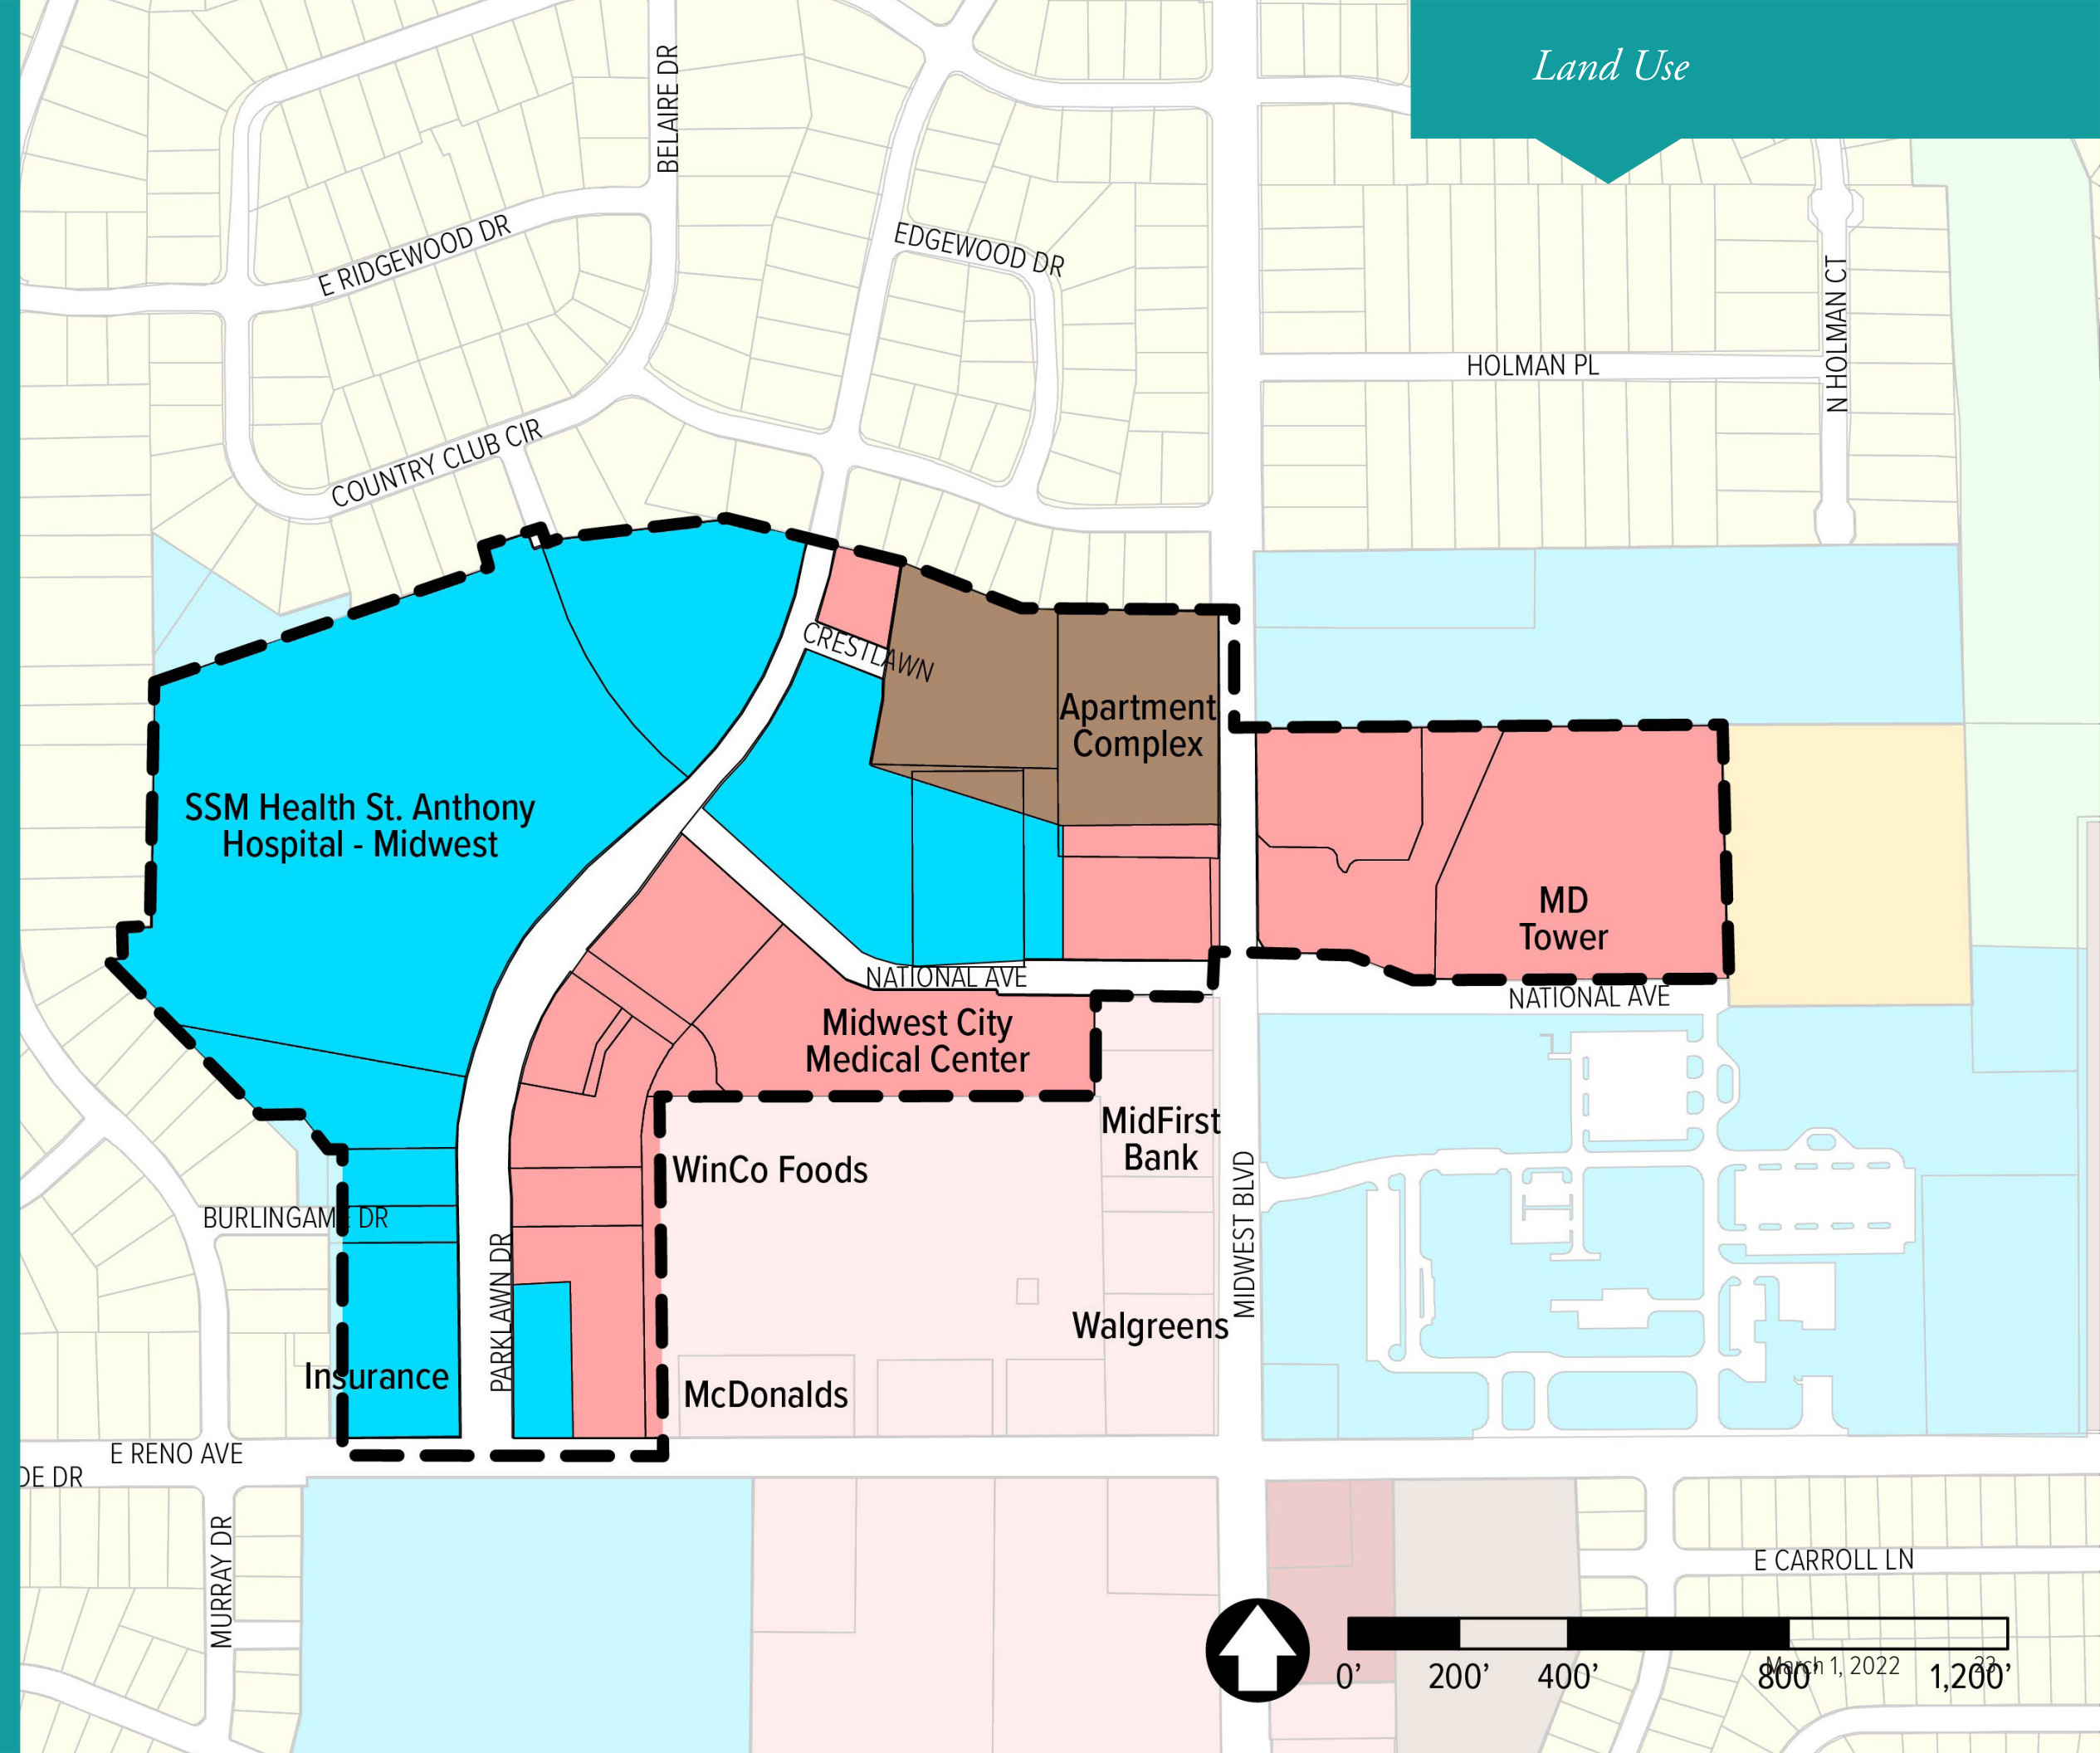 Land Use
BELAIRE DR
E RIDGEWOOD DR
EDGEWOOD DR
N HOLMAN CT
HOLMAN PL
COUNTRY CLUB CIR
CRESTLAWN
Apartment
Complex
SSM Health St. Anthony
Hospital - Midwest
MD
Tower
NATIONAL AVE
NATIONAL AVE
Midwest City
Medical Center
MidFirst
Bank
WinCo Foods
BURLINGAME DR
PARKLAWN DR
MIDWEST BLVD
Walgreens
Insurance
McDonalds
E RENO AVE
DE DR
MURRAY DR
E CARROLL LN
0’ 200’ 400’ 800’ 1,200’
March 1, 2022 23